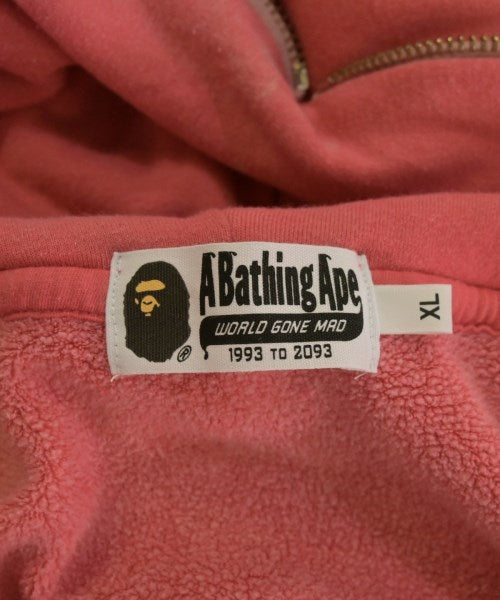 A Bathing Ape
®
WORLD GONE MAD
1993 TO 2093
XL